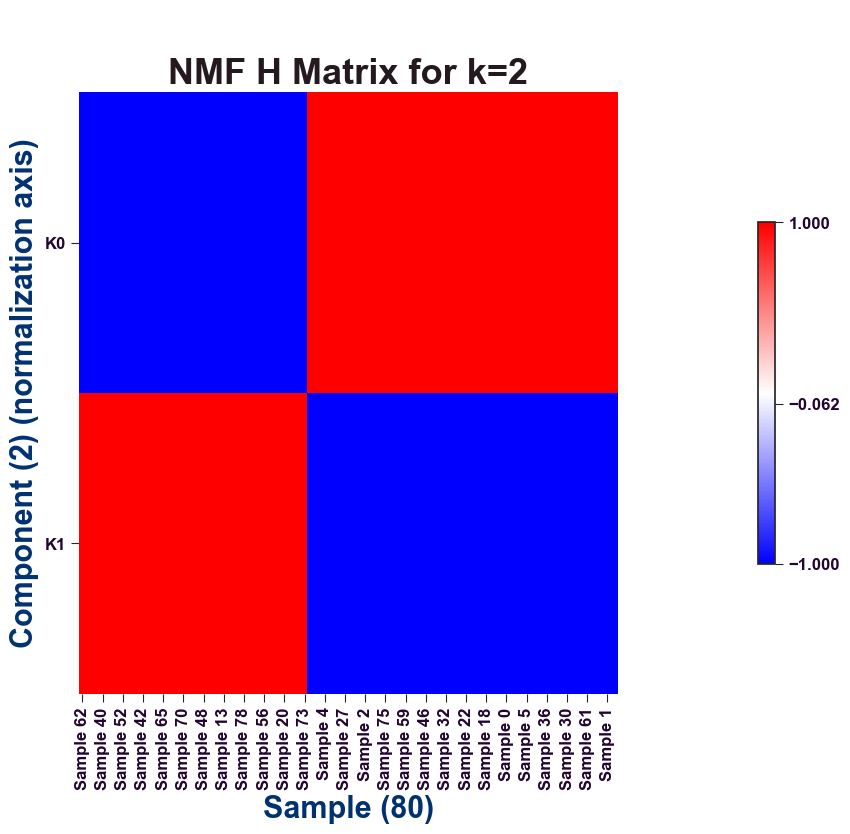 NMF H Matrix for k=2
Component (2) (normalization axis)
K0
K1
1.000
−0.062
−1.000
Sample 62
Sample 40
Sample 52
Sample 42
Sample 65
Sample 70
Sample 48
Sample 13
Sample 78
Sample 56
Sample 20
Sample 73
Sample 4
Sample 27
Sample 2
Sample 75
Sample 59
Sample 46
Sample 32
Sample 22
Sample 18
Sample 0
Sample 5
Sample 36
Sample 30
Sample 61
Sample 1
Sample (80)